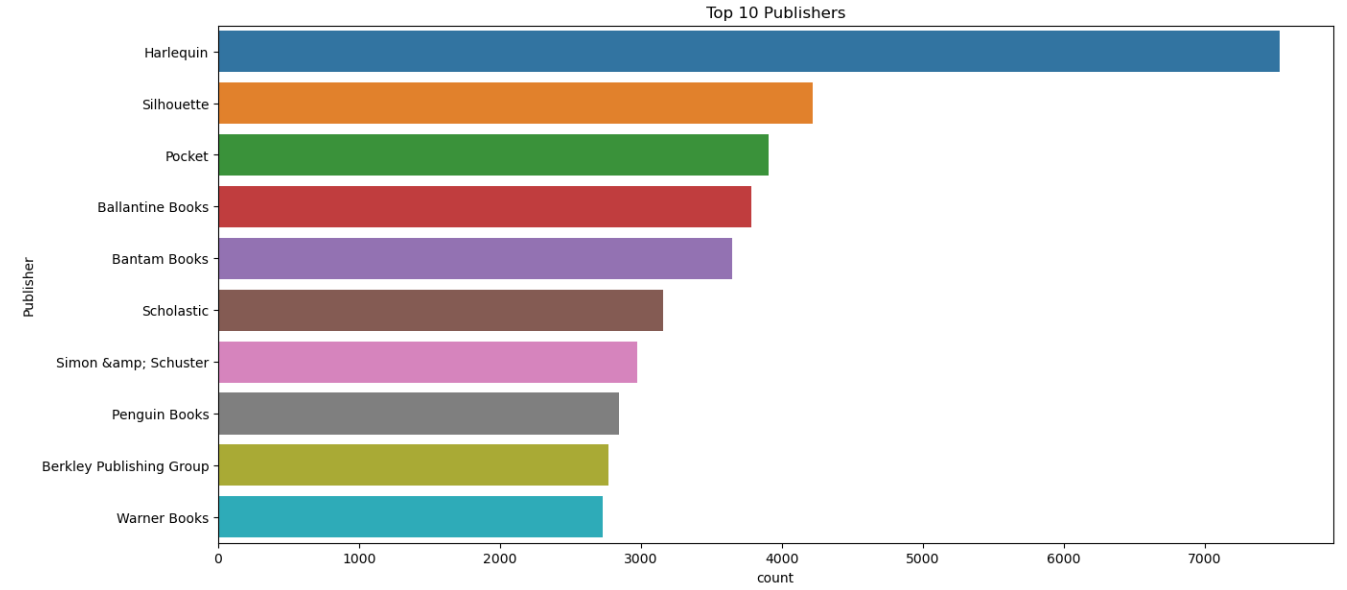 Top 10 Publishers
Publisher
Harlequin
Silhouette
Pocket
Ballantine Books
Bantam Books
Scholastic
Simon &amp; Schuster
Penguin Books
Berkley Publishing Group
Warner Books
0 1000 2000 3000 4000 5000 6000 7000
count